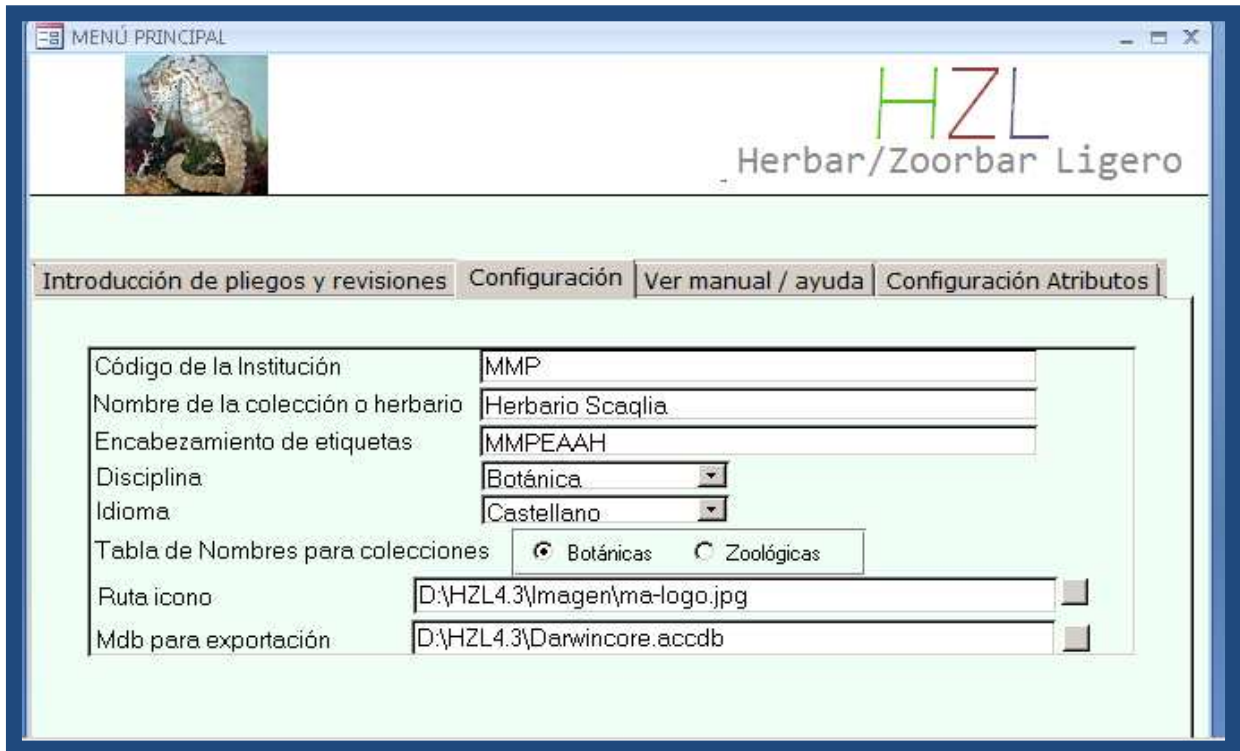 MENÚ PRINCIPAL
HZL
Herbar/Zoorbar Ligero
Introducción de pliegos y revisiones Configuración Ver manual / ayuda Configuración Atributos
Código de la Institución MMP
Nombre de la colección o herbario Herbario Scaglia
Encabezamiento de etiquetas MMPEAAH
Disciplina Botánica
Idioma Castellano
Tabla de Nombres para colecciones Botánicas Zoológicas
Ruta icono D:\HZL4.3\Imagen\ma-logo.jpg
Mdb para exportación D:\HZL4.3\Darwincore.accdb